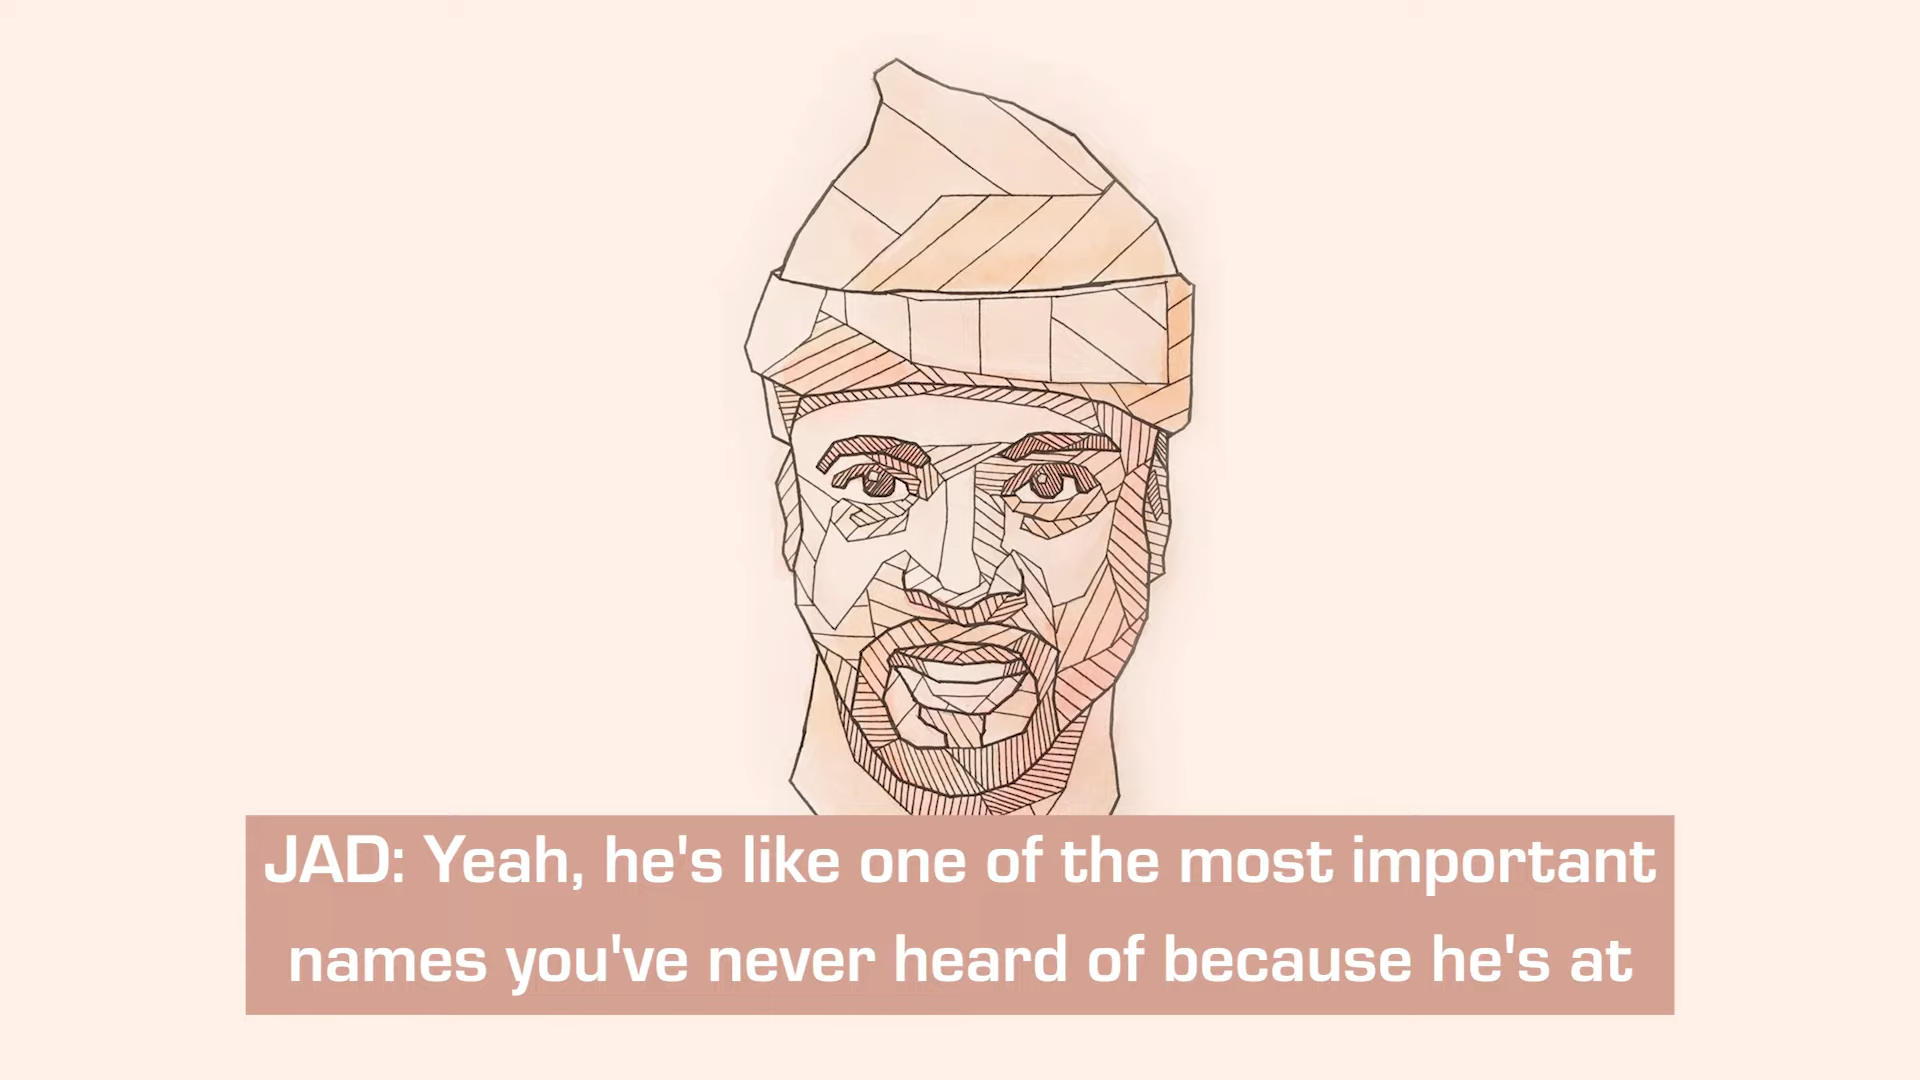 JAD: Yeah, he's like one of the most important
names you've never heard of because he's at